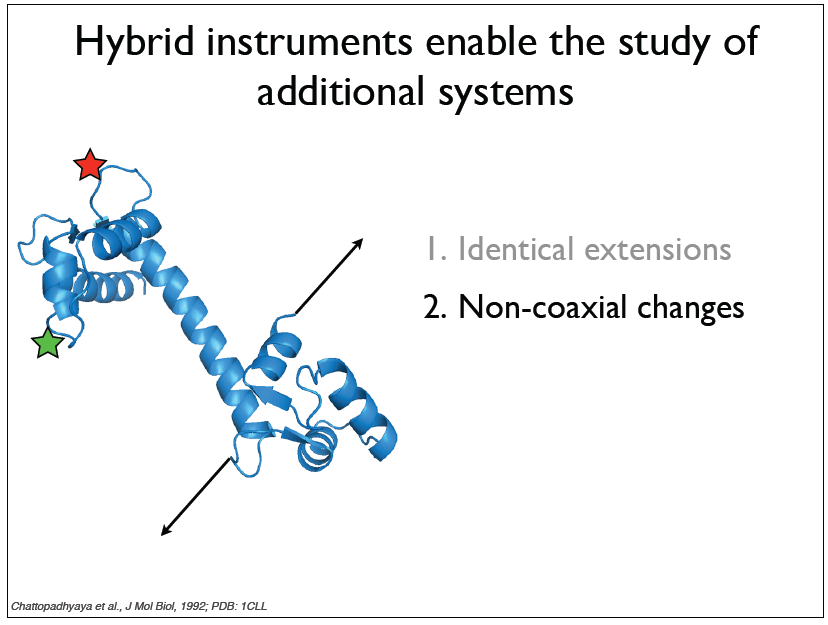 Hybrid instruments enable the study of
additional systems
1. Identical extensions
2. Non-coaxial changes
Chattopadhyaya et al., J Mol Biol, 1992; PDB: 1CLL